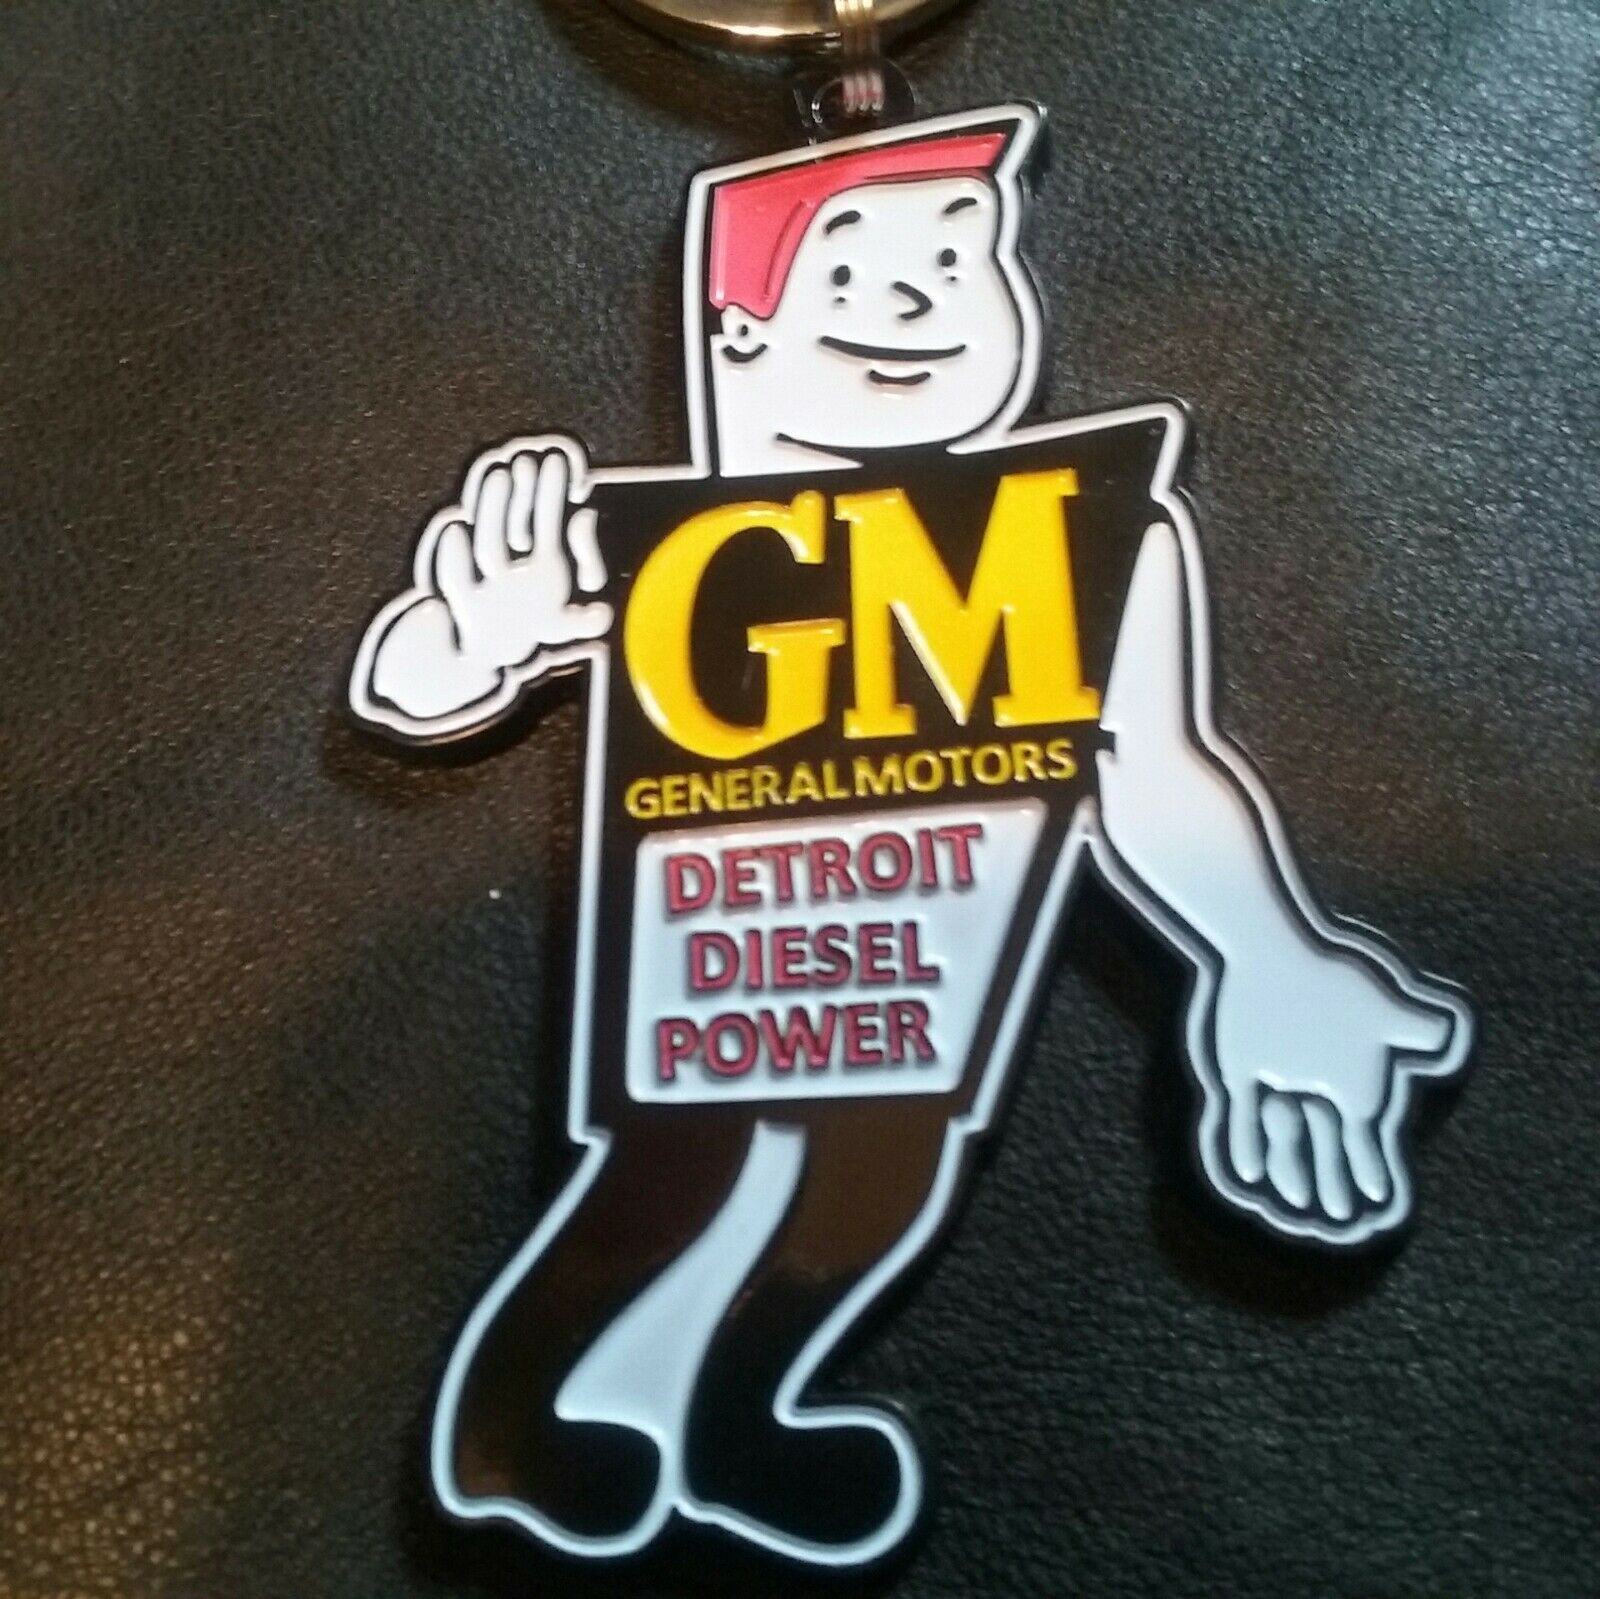 GM
GENERAL MOTORS
DETROIT
DIESEL
POWER